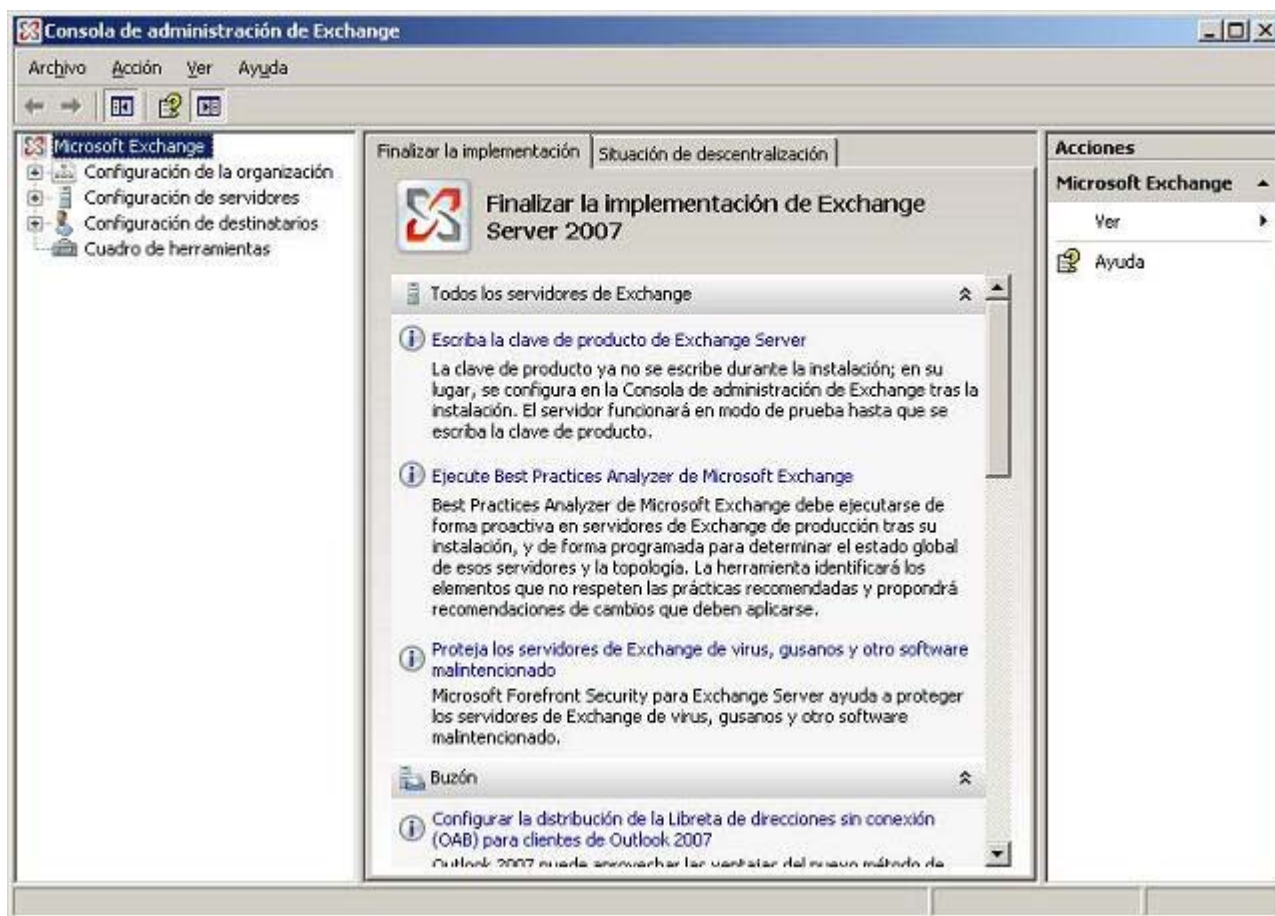 Consola de administración de Exchange
Archivo Acción Ver Ayuda
Microsoft Exchange
Configuración de la organización
Configuración de servidores
Configuración de destinatarios
Cuadro de herramientas
Finalizar la implementación
Situación de descentralización
Finalizar la implementación de Exchange
Server 2007
Todos los servidores de Exchange
Escriba la clave de producto de Exchange Server
La clave de producto ya no se escribe durante la instalación; en su
lugar, se configura en la Consola de administración de Exchange tras la
instalación. El servidor funcionará en modo de prueba hasta que se
escriba la clave de producto.
Ejecute Best Practices Analyzer de Microsoft Exchange
Best Practices Analyzer de Microsoft Exchange debe ejecutarse de
forma proactiva en servidores de Exchange de producción tras su
instalación, y de forma programada para determinar el estado global
de esos servidores y la topología. La herramienta identificará los
elementos que no respeten las prácticas recomendadas y propondrá
recomendaciones de cambios que deben aplicarse.
Proteja los servidores de Exchange de virus, gusanos y otro software
malintencionado
Microsoft Forefront Security para Exchange Server ayuda a proteger
los servidores de Exchange de virus, gusanos y otro software
malintencionado.
Buzón
Configurar la distribución de la Libreta de direcciones sin conexión
(OAB) para clientes de Outlook 2007
Outlook 2007 puede aprovechar las ventajas del nuevo método de
Acciones
Microsoft Exchange
Ver
Ayuda